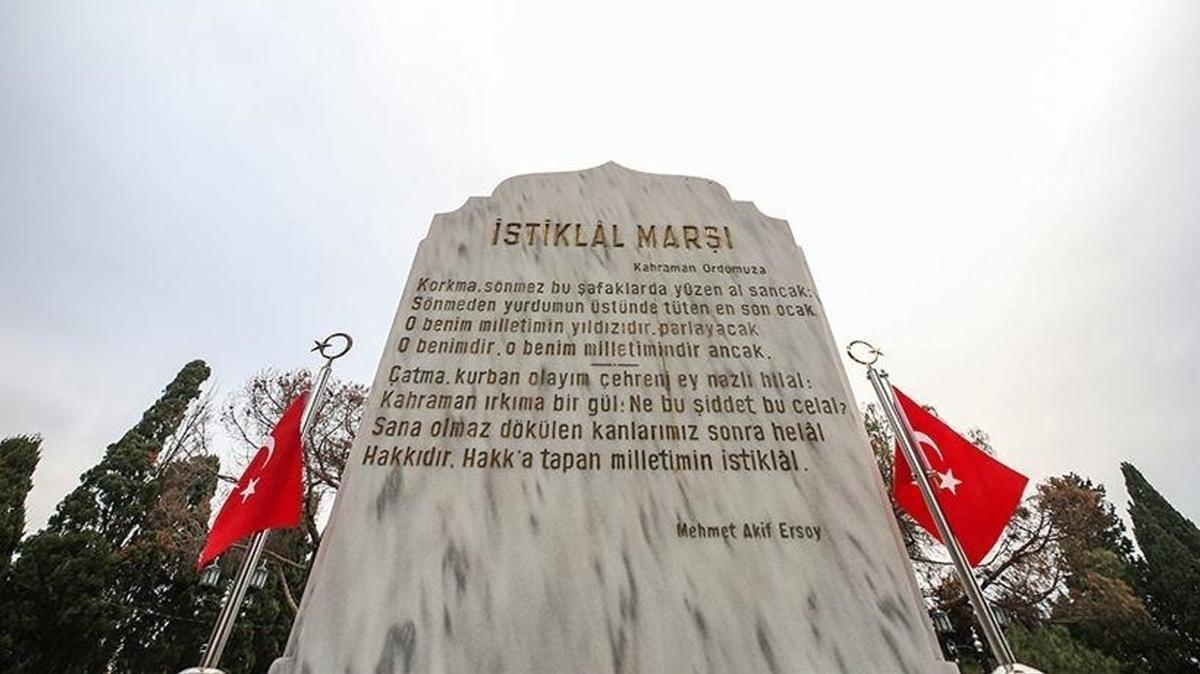 İSTİKLÂL MARŞI
Kahraman Ordumuza
Korkma, sönmez bu şafaklarda yüzen al sancak;
Sönmeden yurdumun üstünde tüten en son ocak.
O benim milletimin yıldızıdır, parlayacak
O benimdir, o benim milletimindir ancak.
Çatma, kurban olayım çehreni ey nazlı hilal;
Kahraman ırkıma bir gül; Ne bu şiddet bu celal?
Sana olmaz dökülen kanlarımız sonra helâl
Hakkıdır, Hakk'a tapan milletimin istiklâl.
Mehmet Akif Ersoy